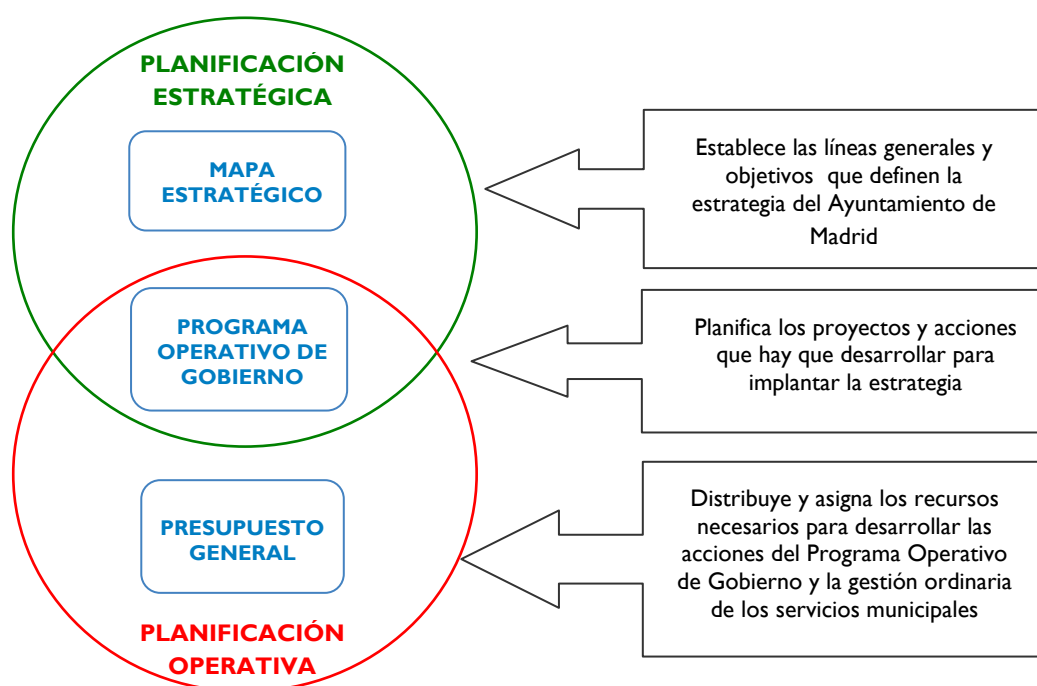 PLANIFICACIÓN
ESTRATÉGICA
MAPA
ESTRATÉGICO
Establece las líneas generales y
objetivos que definen la
estrategia del Ayuntamiento de
Madrid
PROGRAMA
OPERATIVO DE
GOBIERNO
Planifica los proyectos y acciones
que hay que desarrollar para
implantar la estrategia
PRESUPUESTO
GENERAL
Distribuye y asigna los recursos
necesarios para desarrollar las
acciones del Programa Operativo
de Gobierno y la gestión ordinaria
de los servicios municipales
PLANIFICACIÓN
OPERATIVA